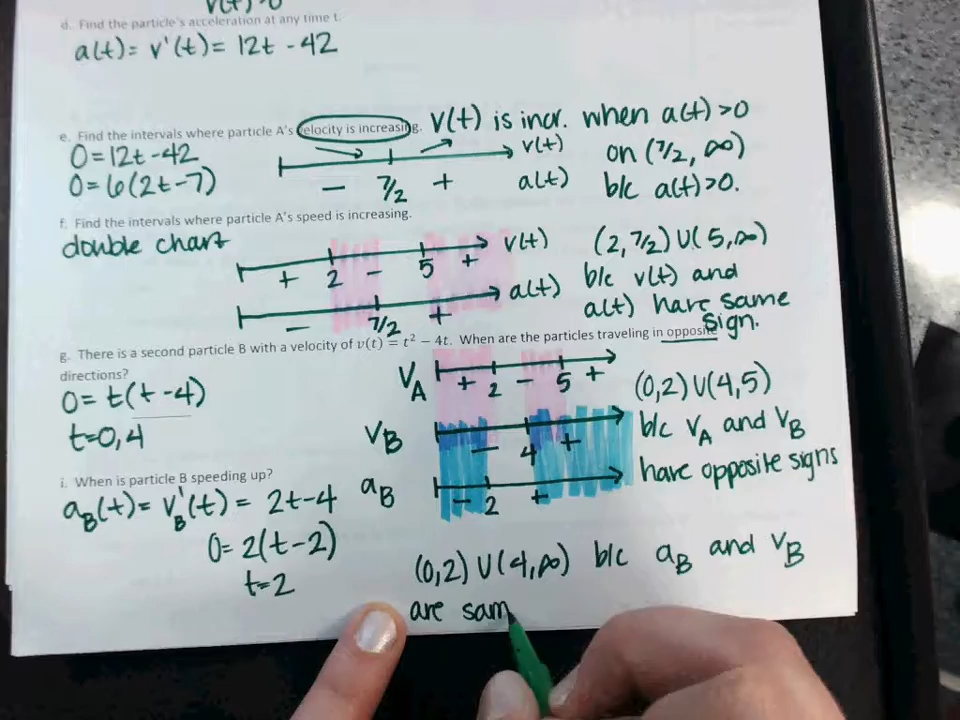 d. Find the particle's acceleration at any time t.
a(t) = v'(t) = 12t - 42
e. Find the intervals where particle A's velocity is increasing. v(t) is incr. when a(t)>0
0=12t-42
0=6(2t-7)
v(t)
- 7/2 + a(t)
on (7/2, ∞)
b/c a(t)>0.
f. Find the intervals where particle A's speed is increasing.
double chart
+ 2 - 5 + v(t)
- 7/2 + a(t)
(2, 7/2) U (5, ∞)
b/c v(t) and
a(t) have same
sign.
g. There is a second particle B with a velocity of v(t) = t² − 4t. When are the particles traveling in opposite
directions?
0= t(t-4)
t=0,4
V_A + 2 - 5 +
V_B - 4 +
(0,2) U (4,5)
b/c V_A and V_B
have opposite signs
i. When is particle B speeding up?
a_B(t) = V_B'(t) = 2t-4
0= 2(t-2)
t=2
a_B - 2 +
(0,2) U (4,∞) b/c a_B and V_B
are sam